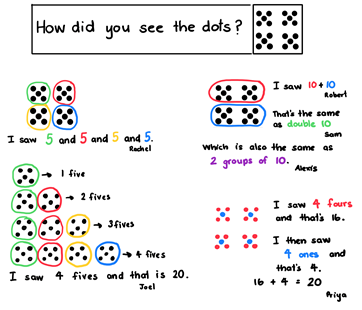 How did you see the dots?
I saw 5 and 5 and 5 and 5.
Rachel
→ 1 five
→ 2 fives
→ 3 fives
→ 4 fives
I saw 4 fives and that is 20.
Joel
I saw 10 + 10
Robert
That's the same
as double 10
Sam
Which is also the same as
2 groups of 10.
Alexis
I saw 4 fours
and that's 16.
I then saw
4 ones and
that's 4.
16 + 4 = 20
Priya